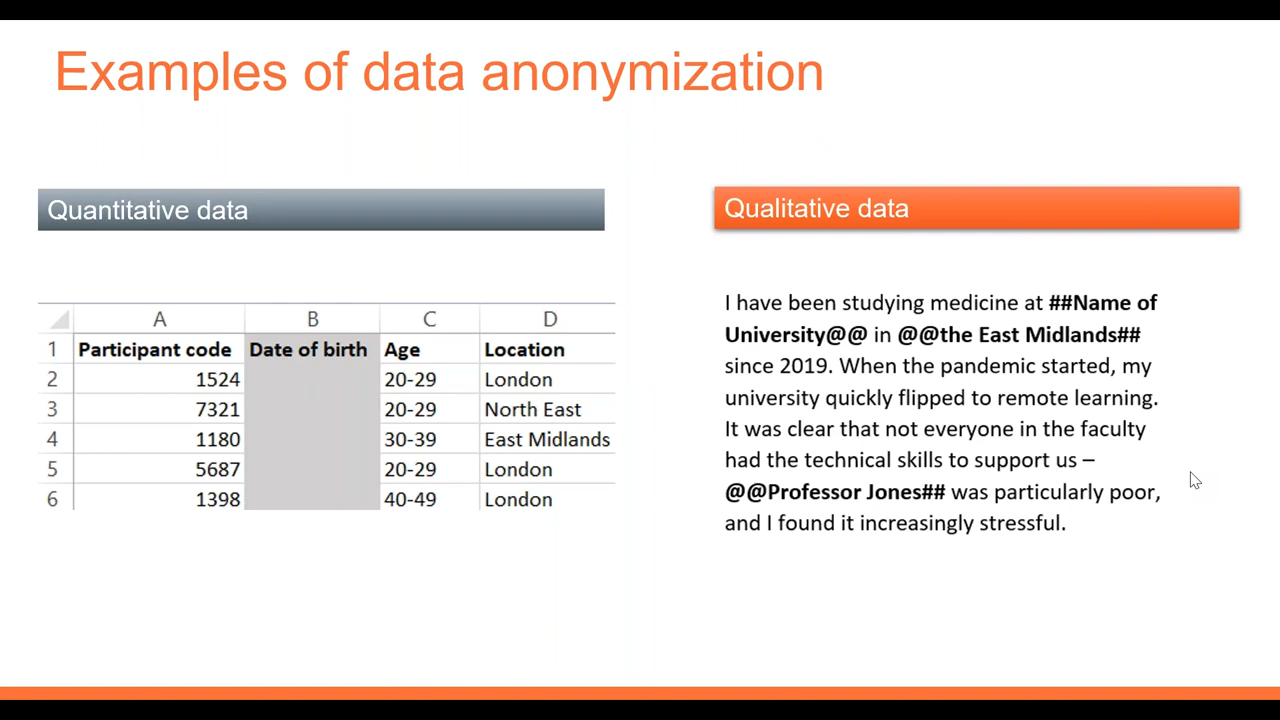 Examples of data anonymization
Quantitative data
A B C D
1 Participant code Date of birth Age Location
2 1524 20-29 London
3 7321 20-29 North East
4 1180 30-39 East Midlands
5 5687 20-29 London
6 1398 40-49 London
Qualitative data
I have been studying medicine at ##Name of
University@@ in @@the East Midlands##
since 2019. When the pandemic started, my
university quickly flipped to remote learning.
It was clear that not everyone in the faculty
had the technical skills to support us –
@@Professor Jones## was particularly poor,
and I found it increasingly stressful.